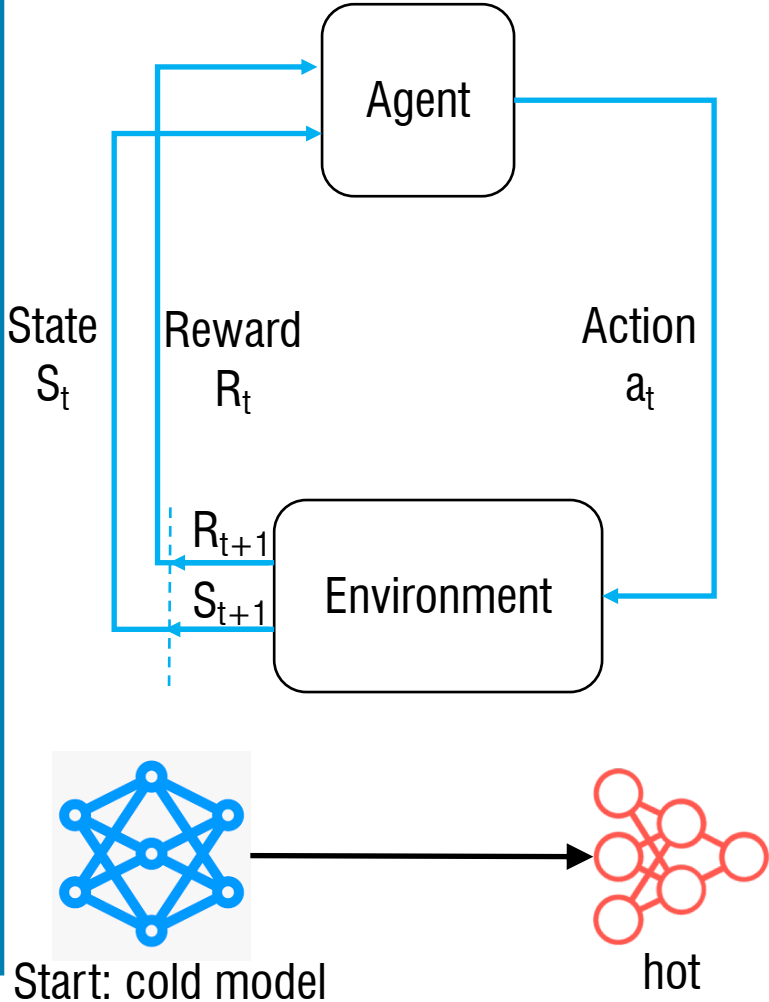 Agent
State
Sₜ
Reward
Rₜ
Action
aₜ
Rₜ₊₁
Sₜ₊₁
Environment
Start: cold model
hot